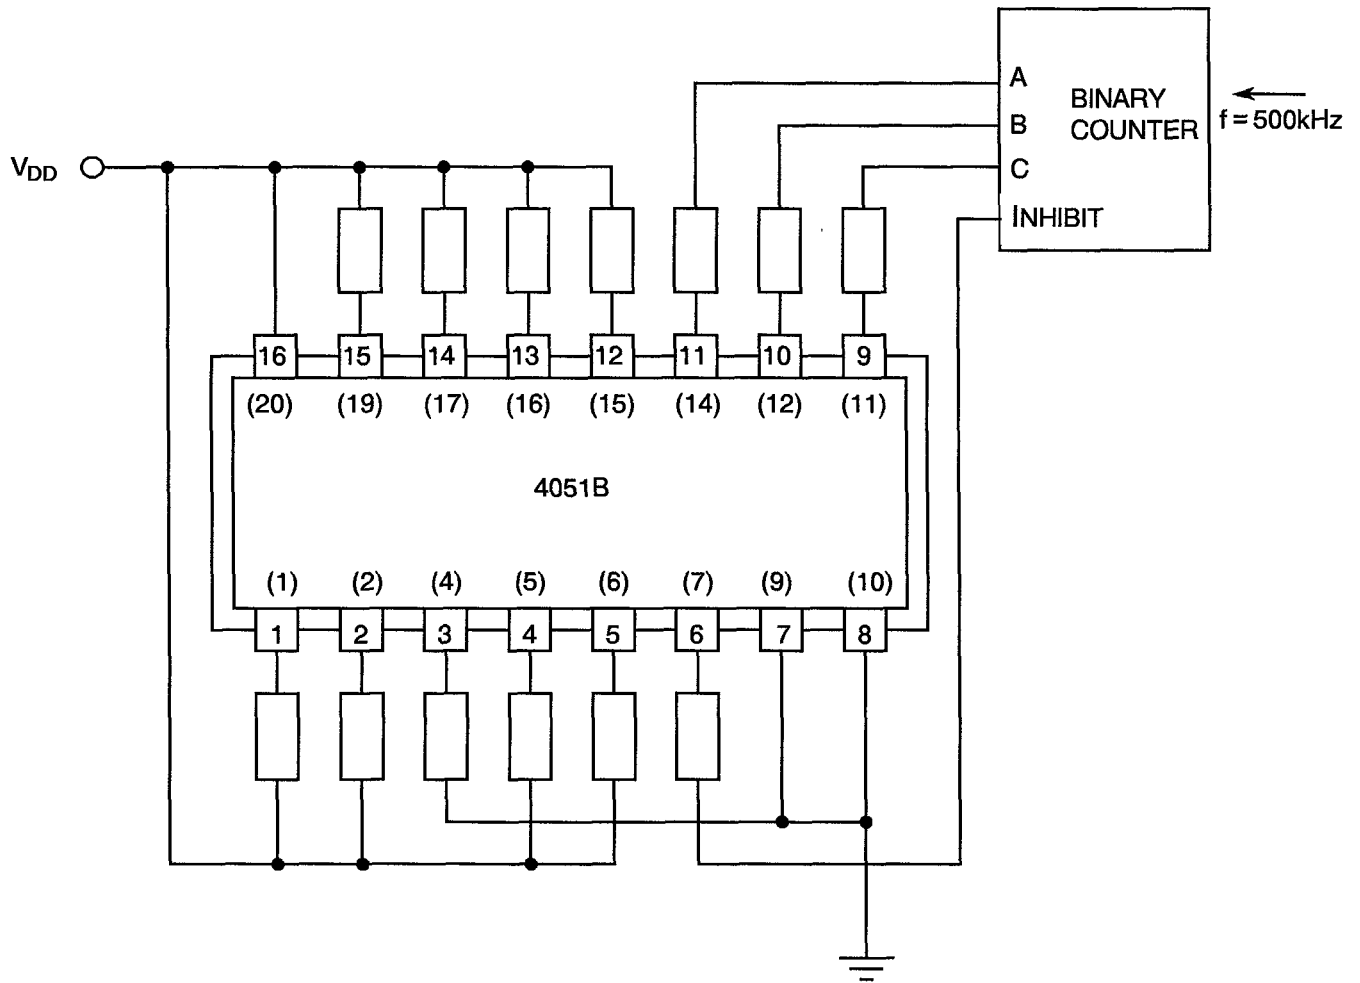 A
BINARY
COUNTER
f = 500kHz
B
C
INHIBIT
VDD
16 15 14 13 12 11 10 9
(20) (19) (17) (16) (15) (14) (12) (11)
4051B
(1) (2) (4) (5) (6) (7) (9) (10)
1 2 3 4 5 6 7 8